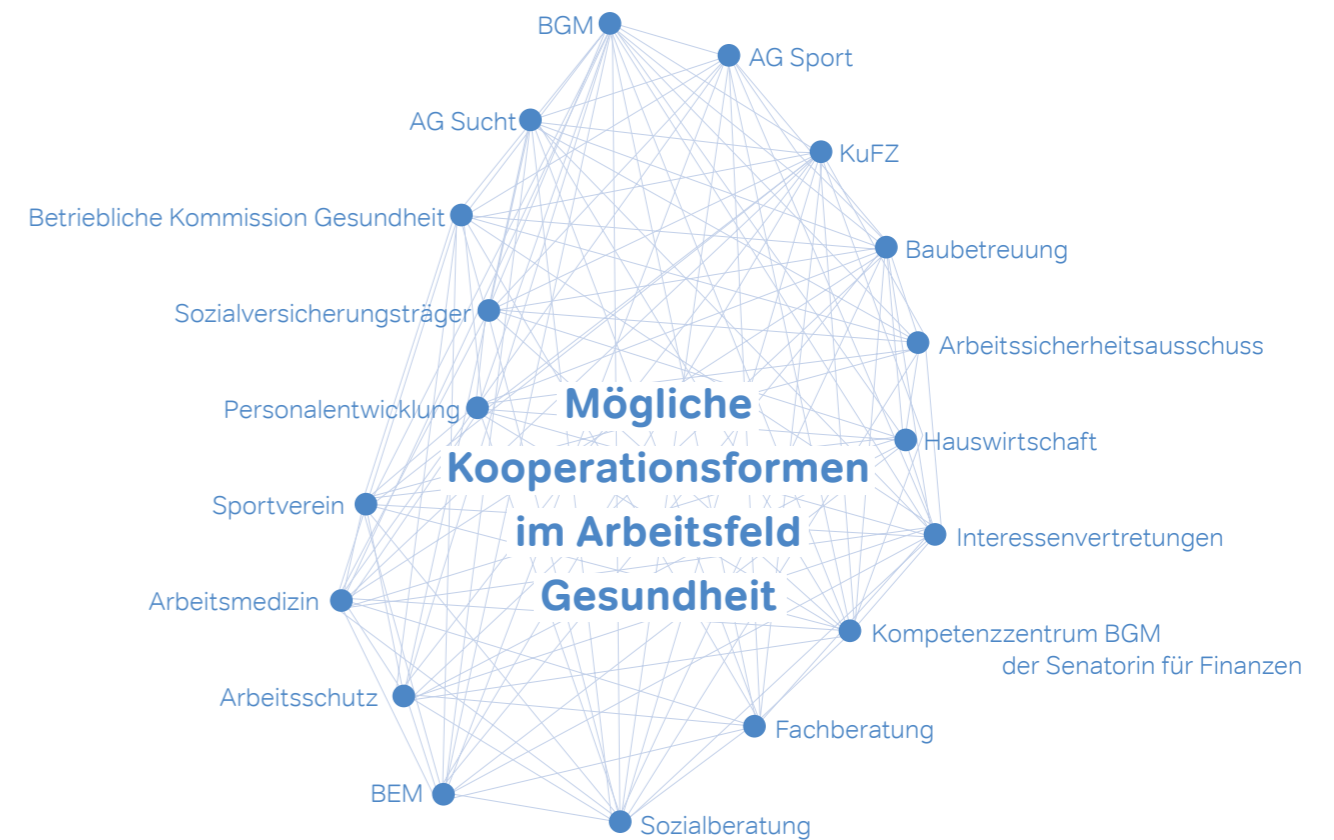 BGM
AG Sport
AG Sucht
KuFZ
Betriebliche Kommission Gesundheit
Baubetreuung
Sozialversicherungsträger
Arbeitssicherheitsausschuss
Personalentwicklung
Mögliche
Kooperationsformen
im Arbeitsfeld
Gesundheit
Hauswirtschaft
Sportverein
Interessenvertretungen
Arbeitsmedizin
Kompetenzzentrum BGM
der Senatorin für Finanzen
Arbeitsschutz
Fachberatung
BEM
Sozialberatung